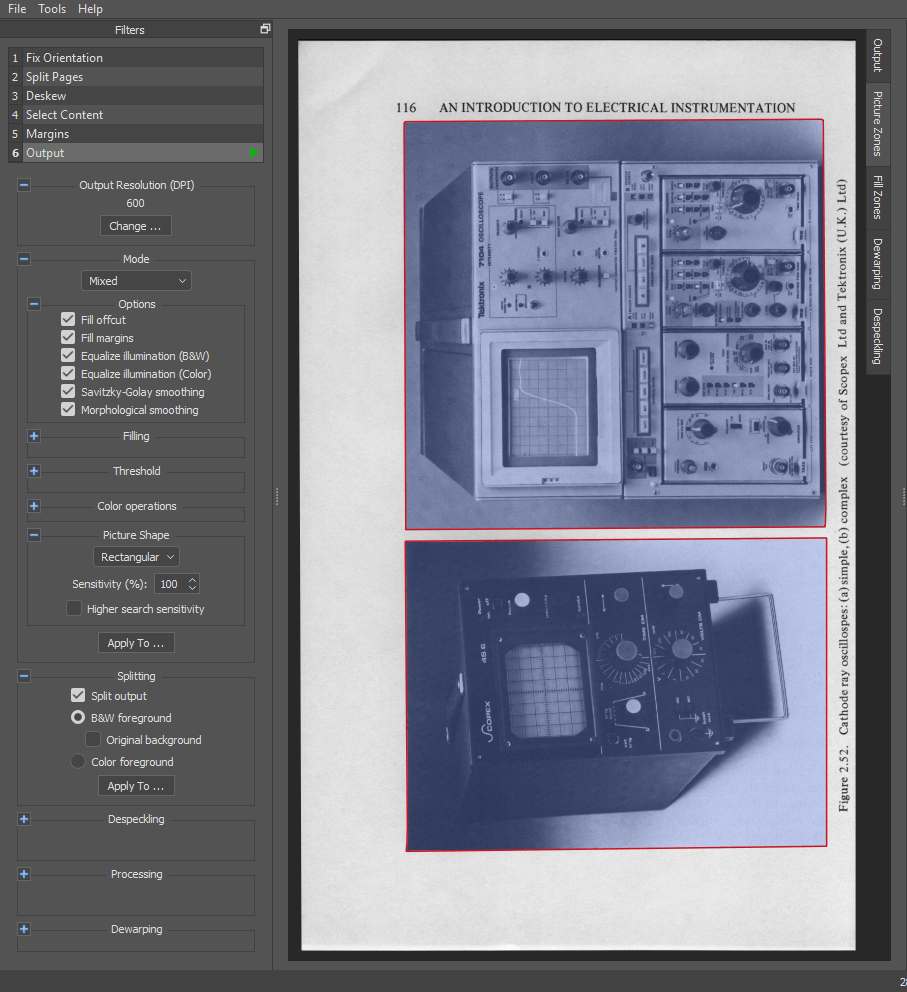 File Tools Help
Filters
1 Fix Orientation
2 Split Pages
3 Deskew
4 Select Content
5 Margins
6 Output
Output Resolution (DPI)
600
Change ...
Mode
Mixed
Options
Fill offcut
Fill margins
Equalize illumination (B&W)
Equalize illumination (Color)
Savitzky-Golay smoothing
Morphological smoothing
Filling
Threshold
Color operations
Picture Shape
Rectangular
Sensitivity (%): 100
Higher search sensitivity
Apply To ...
Splitting
Split output
B&W foreground
Original background
Color foreground
Apply To ...
Despeckling
Processing
Dewarping
116 AN INTRODUCTION TO ELECTRICAL INSTRUMENTATION
Tektronix 7104 OSCILLOSCOPE
SCOPEX 4S6
TIME CM
VOLTS CM
Figure 2.52. Cathode ray oscillospes: (a) simple, (b) complex (courtesy of Scopex Ltd and Tektronix (U.K.) Ltd)
Output
Picture Zones
Fill Zones
Dewarping
Despeckling